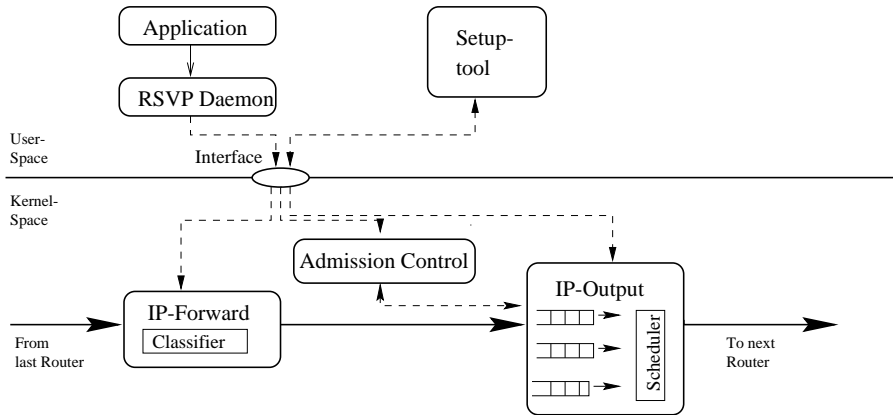 Application
Setup-
tool
RSVP Daemon
User-
Space
Interface
Kernel-
Space
Admission Control
IP-Output
IP-Forward
Classifier
Scheduler
From
last Router
To next
Router